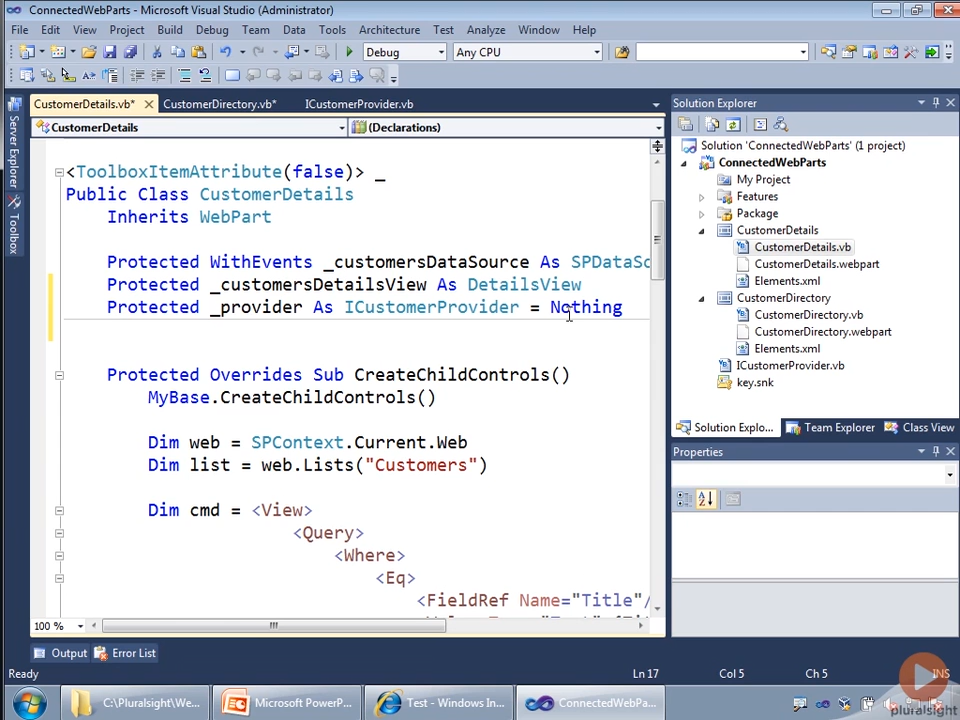 ConnectedWebParts - Microsoft Visual Studio (Administrator)
File Edit View Project Build Debug Team Data Tools Architecture Test Analyze Window Help
Debug Any CPU
CustomerDetails.vb* CustomerDirectory.vb* ICustomerProvider.vb
CustomerDetails (Declarations)
Server Explorer
Toolbox
<ToolboxItemAttribute(false)> _
Public Class CustomerDetails
Inherits WebPart
Protected WithEvents _customersDataSource As SPDataSo
Protected _customersDetailsView As DetailsView
Protected _provider As ICustomerProvider = Nothing
Protected Overrides Sub CreateChildControls()
MyBase.CreateChildControls()
Dim web = SPContext.Current.Web
Dim list = web.Lists("Customers")
Dim cmd = <View>
<Query>
<Where>
<Eq>
<FieldRef Name="Title"/
100 %
Solution Explorer
Solution 'ConnectedWebParts' (1 project)
ConnectedWebParts
My Project
Features
Package
CustomerDetails
CustomerDetails.vb
CustomerDetails.webpart
Elements.xml
CustomerDirectory
CustomerDirectory.vb
CustomerDirectory.webpart
Elements.xml
ICustomerProvider.vb
key.snk
Solution Explo... Team Explorer Class View
Properties
Output Error List
Ready Ln 17 Col 5 Ch 5 INS
C:\Pluralsight\We... Microsoft PowerP... Test - Windows In... ConnectedWebPa...
pluralsight